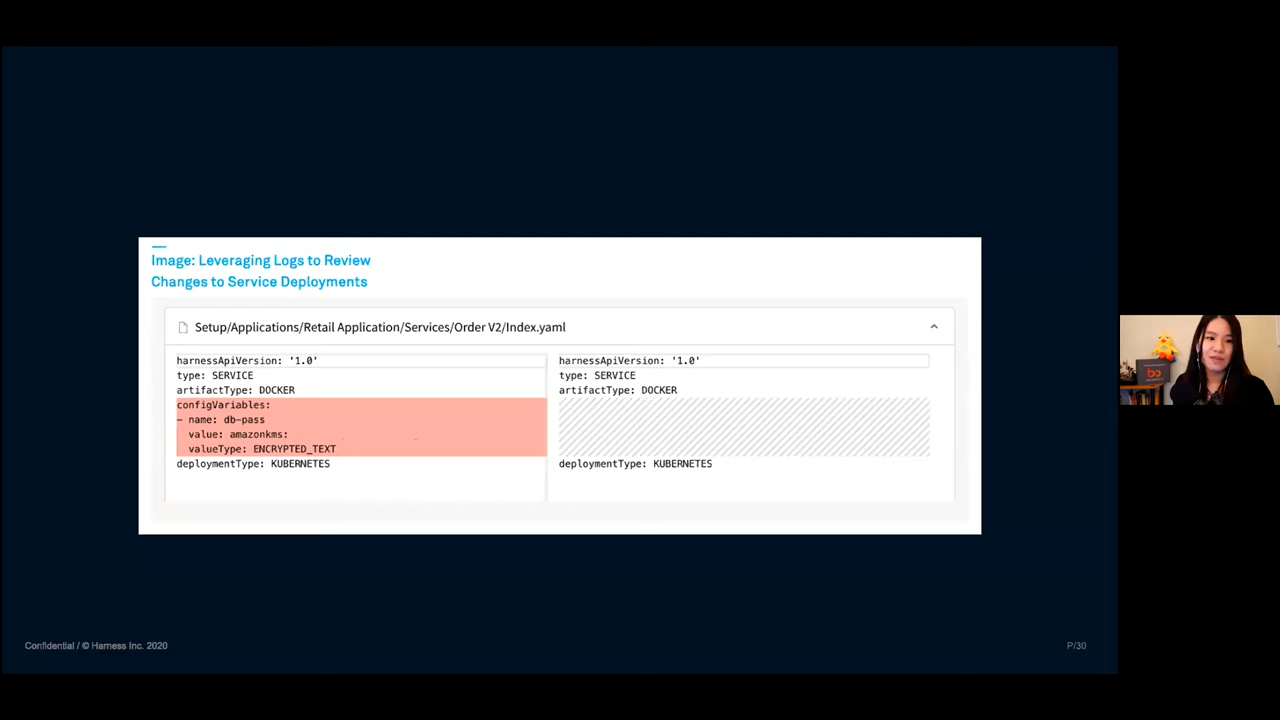 Image: Leveraging Logs to Review
Changes to Service Deployments
Setup/Applications/Retail Application/Services/Order V2/Index.yaml
harnessApiVersion: '1.0'
type: SERVICE
artifactType: DOCKER
configVariables:
- name: db-pass
value: amazonkms:
valueType: ENCRYPTED_TEXT
deploymentType: KUBERNETES
harnessApiVersion: '1.0'
type: SERVICE
artifactType: DOCKER
deploymentType: KUBERNETES
Confidential / © Harness Inc. 2020
P/30